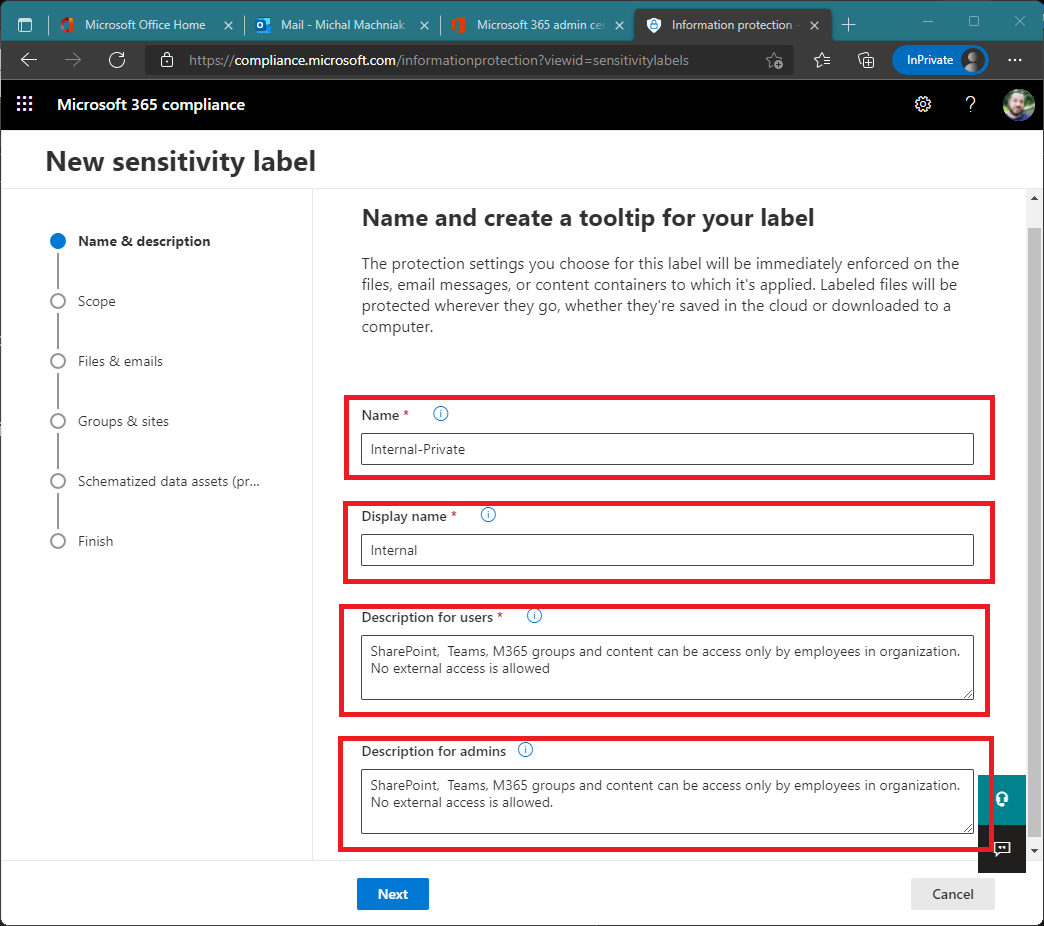 Microsoft Office Home
Mail - Michal Machniak
Microsoft 365 admin cer
Information protection -
https://compliance.microsoft.com/informationprotection?viewid=sensitivitylabels
InPrivate
Microsoft 365 compliance
?
New sensitivity label
Name & description
Scope
Files & emails
Groups & sites
Schematized data assets (pr...
Finish
Name and create a tooltip for your label
The protection settings you choose for this label will be immediately enforced on the
files, email messages, or content containers to which it's applied. Labeled files will be
protected wherever they go, whether they're saved in the cloud or downloaded to a
computer.
Name *
Internal-Private
Display name *
Internal
Description for users *
SharePoint,  Teams, M365 groups and content can be access only by employees in organization.
No external access is allowed
Description for admins
SharePoint,  Teams, M365 groups and content can be access only by employees in organization.
No external access is allowed.
Next
Cancel